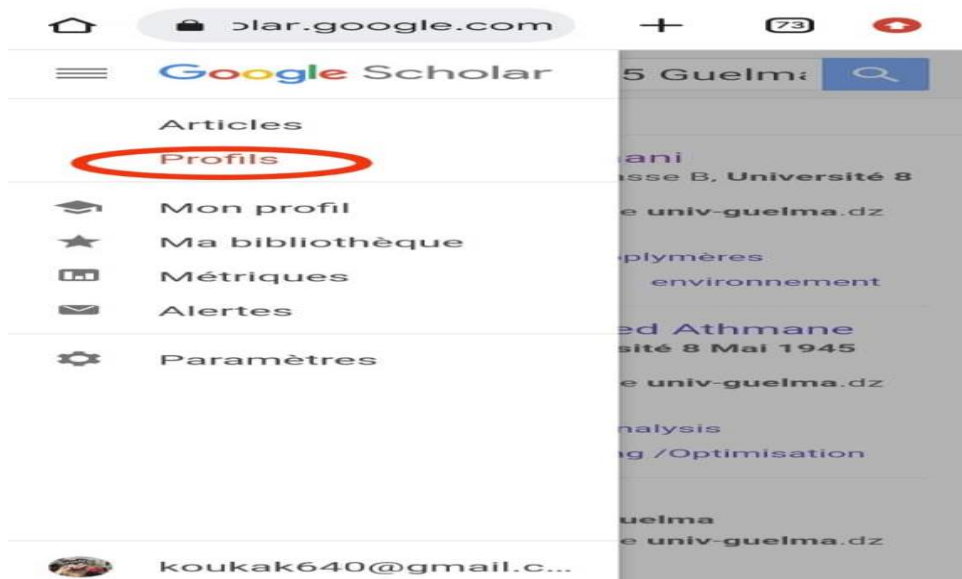 ɔlar.google.com
73
Google Scholar
5 Guelma
Articles
Profils
ani
asse B, Université 8
Mon profil
e univ-guelma.dz
Ma bibliothèque
plymères
Métriques
environnement
Alertes
ed Athmane
sité 8 Mai 1945
Paramètres
e univ-guelma.dz
nalysis
ng /Optimisation
uelma
e univ-guelma.dz
koukak640@gmail.c...